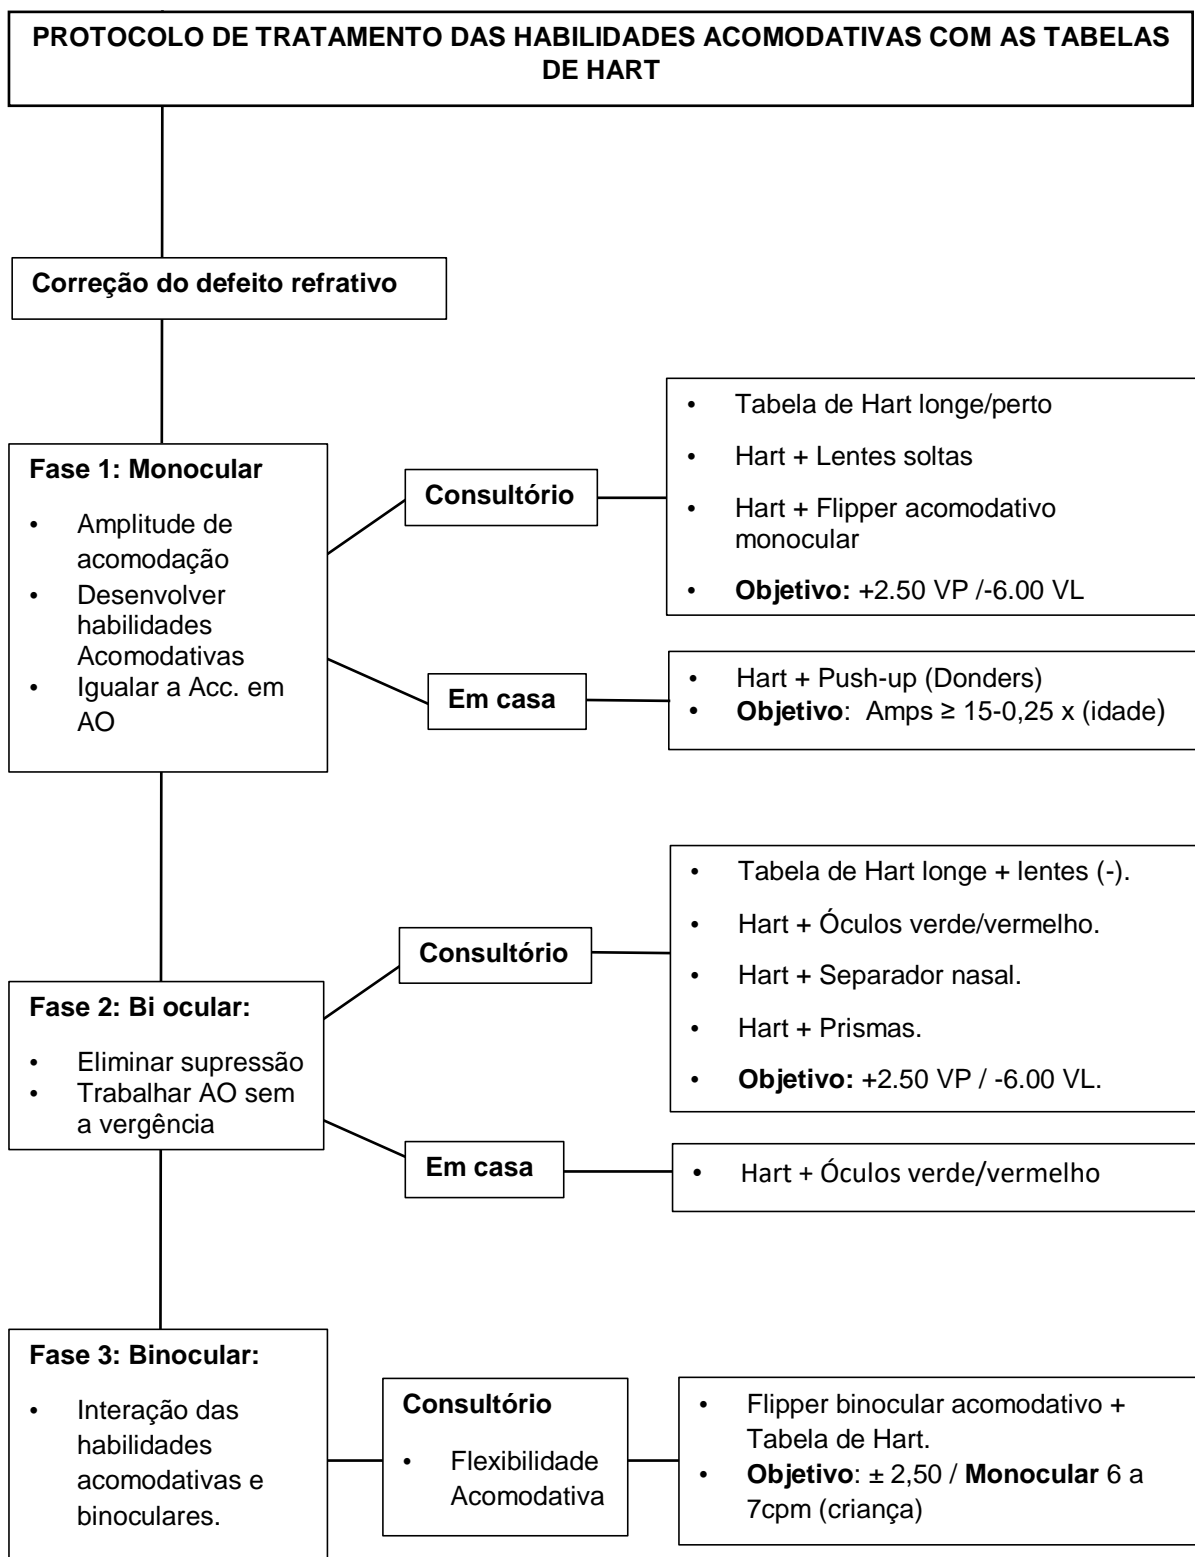 PROTOCOLO DE TRATAMENTO DAS HABILIDADES ACOMODATIVAS COM AS TABELAS
DE HART
Correção do defeito refrativo
Fase 1: Monocular
• Amplitude de
acomodação
• Desenvolver
habilidades
Acomodativas
• Igualar a Acc. em
AO
Consultório
• Tabela de Hart longe/perto
• Hart + Lentes soltas
• Hart + Flipper acomodativo
monocular
• Objetivo: +2.50 VP /-6.00 VL
Em casa
• Hart + Push-up (Donders)
• Objetivo: Amps ≥ 15-0,25 x (idade)
Fase 2: Bi ocular:
• Eliminar supressão
• Trabalhar AO sem
a vergência
Consultório
• Tabela de Hart longe + lentes (-).
• Hart + Óculos verde/vermelho.
• Hart + Separador nasal.
• Hart + Prismas.
• Objetivo: +2.50 VP / -6.00 VL.
Em casa
• Hart + Óculos verde/vermelho
Fase 3: Binocular:
• Interação das
habilidades
acomodativas e
binoculares.
Consultório
• Flexibilidade
Acomodativa
• Flipper binocular acomodativo +
Tabela de Hart.
• Objetivo: ± 2,50 / Monocular 6 a
7cpm (criança)